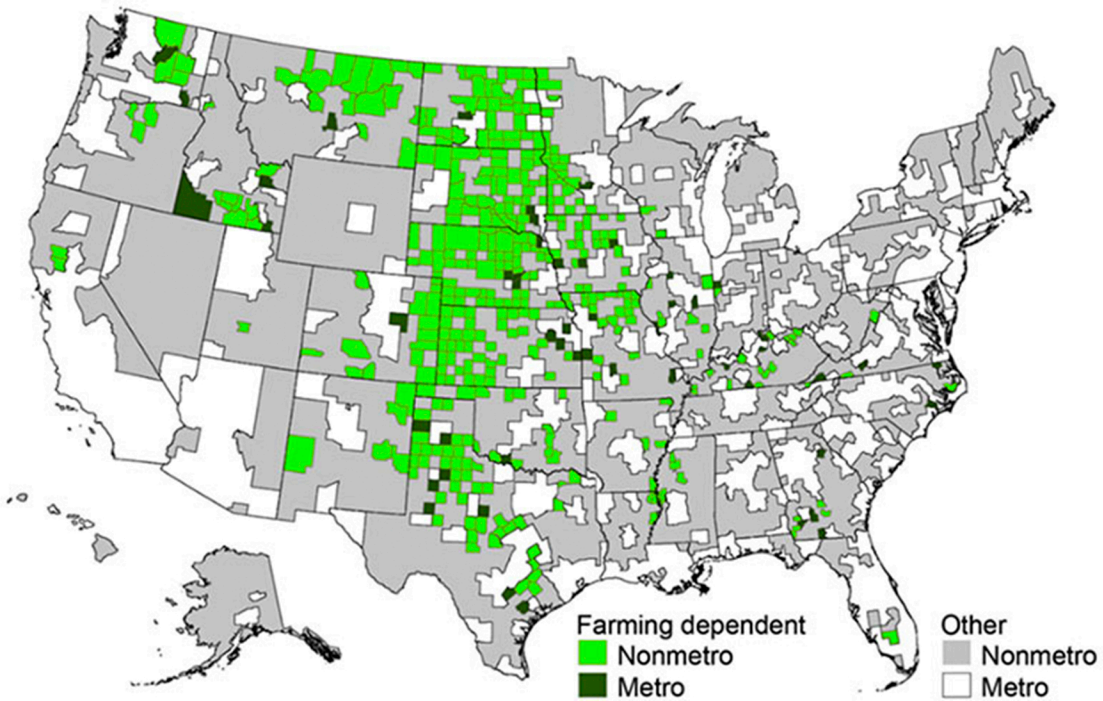 Farming dependent
Nonmetro
Metro
Other
Nonmetro
Metro